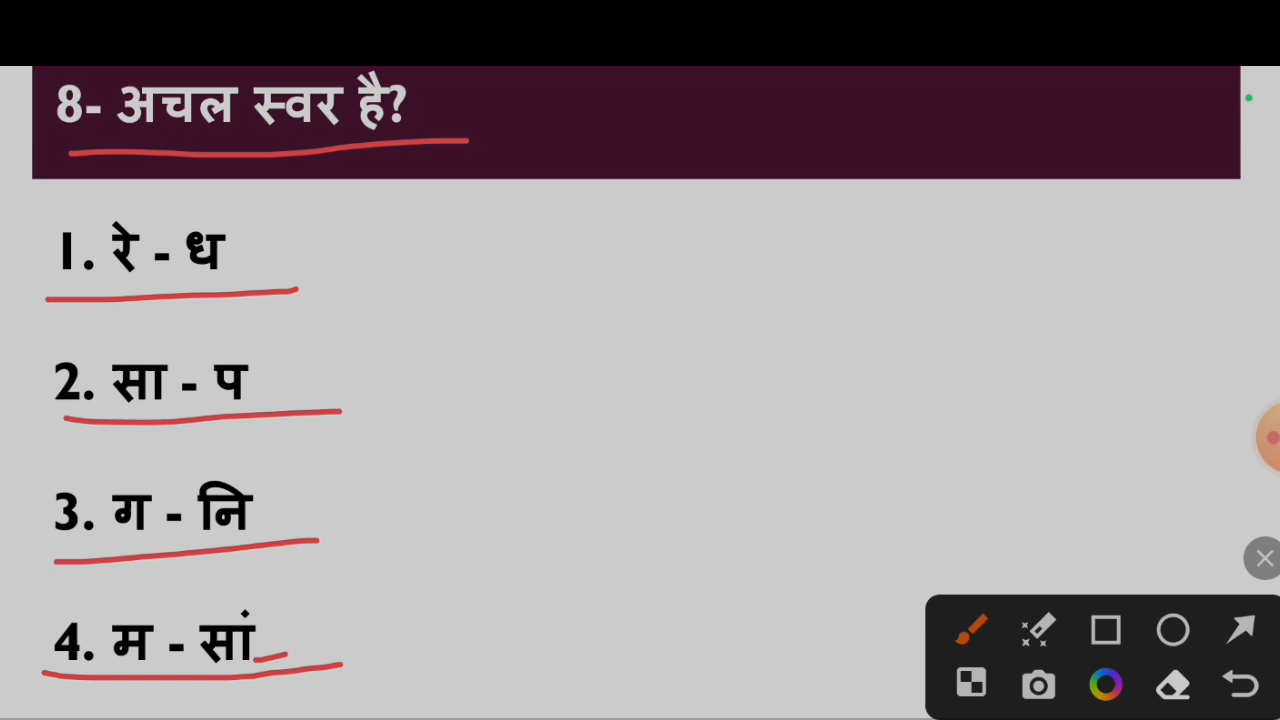 8- अचल स्वर है?
1. रे - ध
2. सा - प
3. ग - नि
4. म - सां